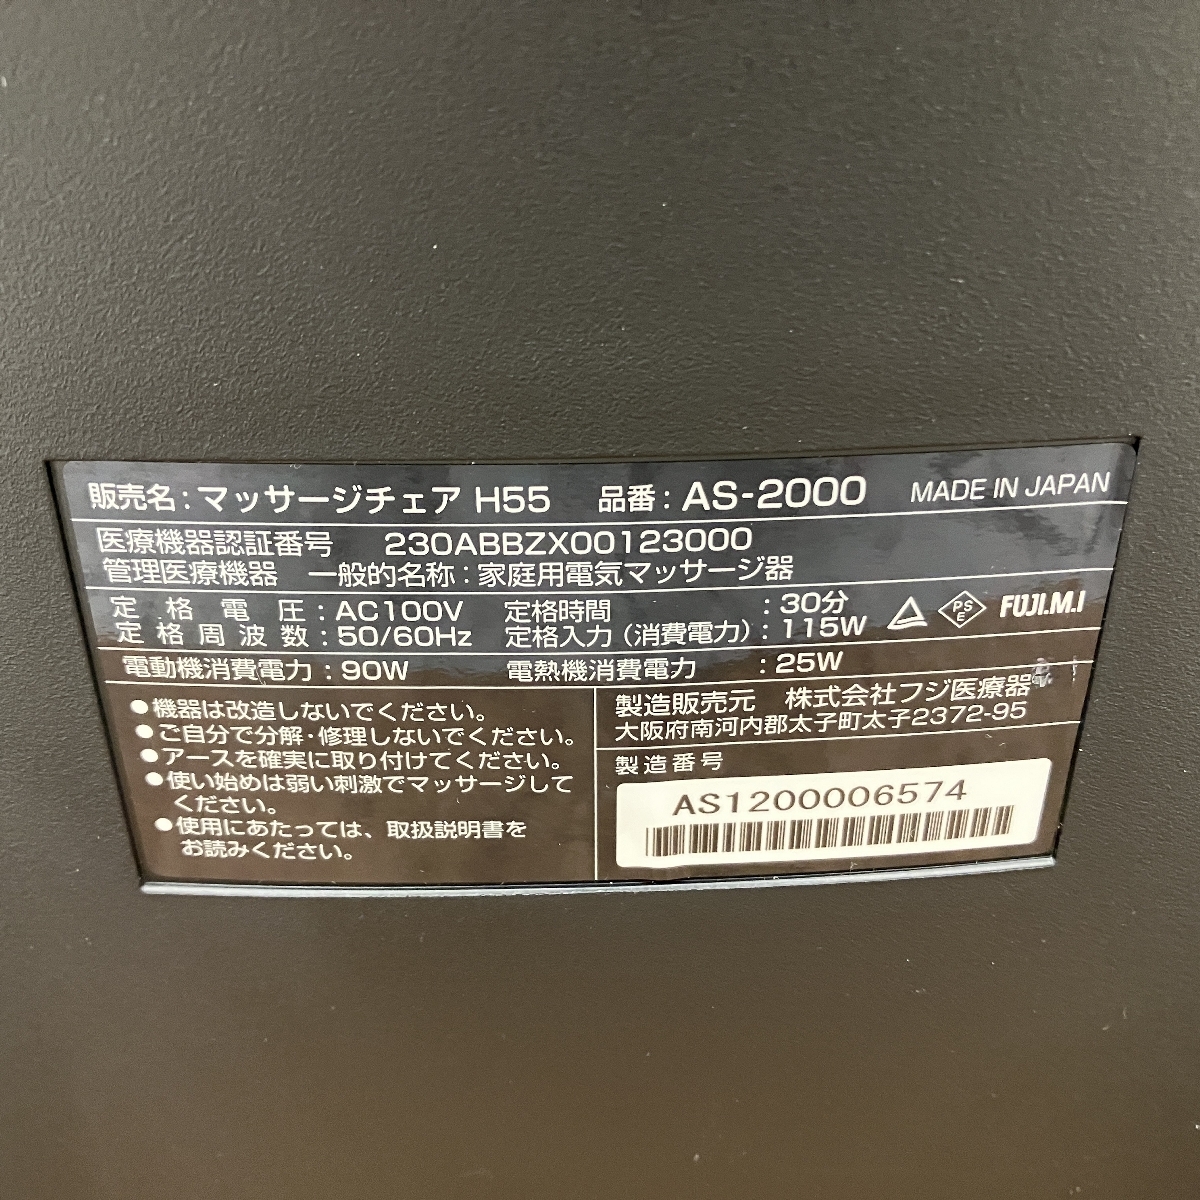 販売名：マッサージチェア H55　品番：AS-2000　MADE IN JAPAN
医療機器認証番号　230ABBZX00123000
管理医療機器　一般的名称：家庭用電気マッサージ器
定格電圧：AC100V　定格時間：30分
定格周波数：50/60Hz　定格入力（消費電力）：115W　PSE　FUJI.M.I
電動機消費電力：90W　電熱機消費電力：25W
●機器は改造しないでください。
●ご自分で分解・修理しないでください。
●アースを確実に取り付けてください。
●使い始めは弱い刺激でマッサージして
ください。
●使用にあたっては、取扱説明書を
お読みください。
製造販売元　株式会社フジ医療器
大阪府南河内郡太子町太子2372-95
製造番号
AS1200006574